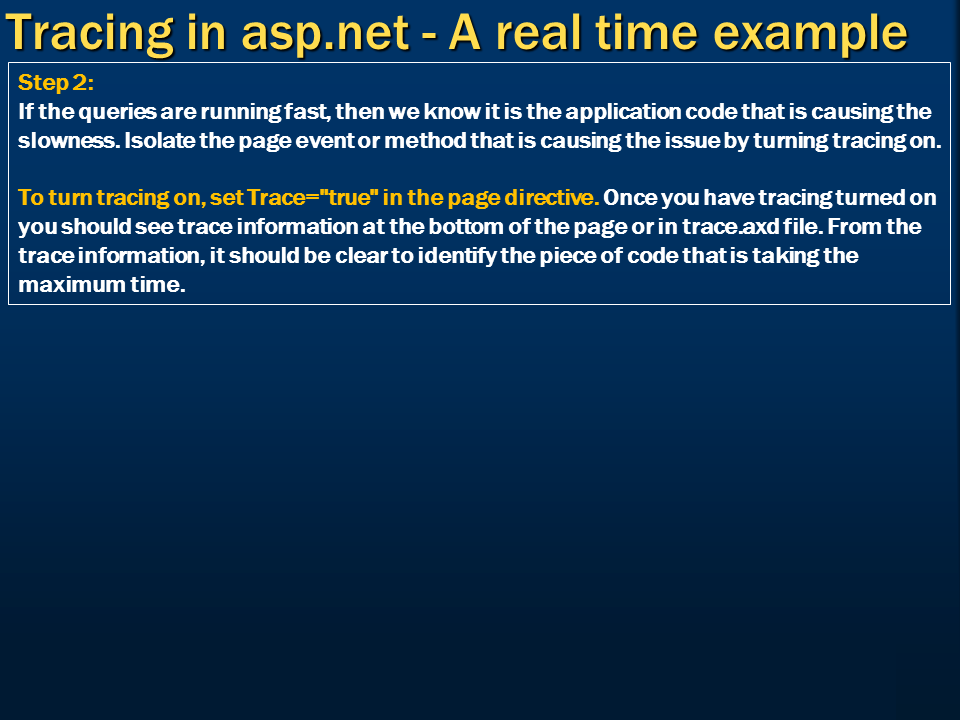 Tracing in asp.net - A real time example
Step 2:
If the queries are running fast, then we know it is the application code that is causing the
slowness. Isolate the page event or method that is causing the issue by turning tracing on.
To turn tracing on, set Trace="true" in the page directive. Once you have tracing turned on
you should see trace information at the bottom of the page or in trace.axd file. From the
trace information, it should be clear to identify the piece of code that is taking the
maximum time.